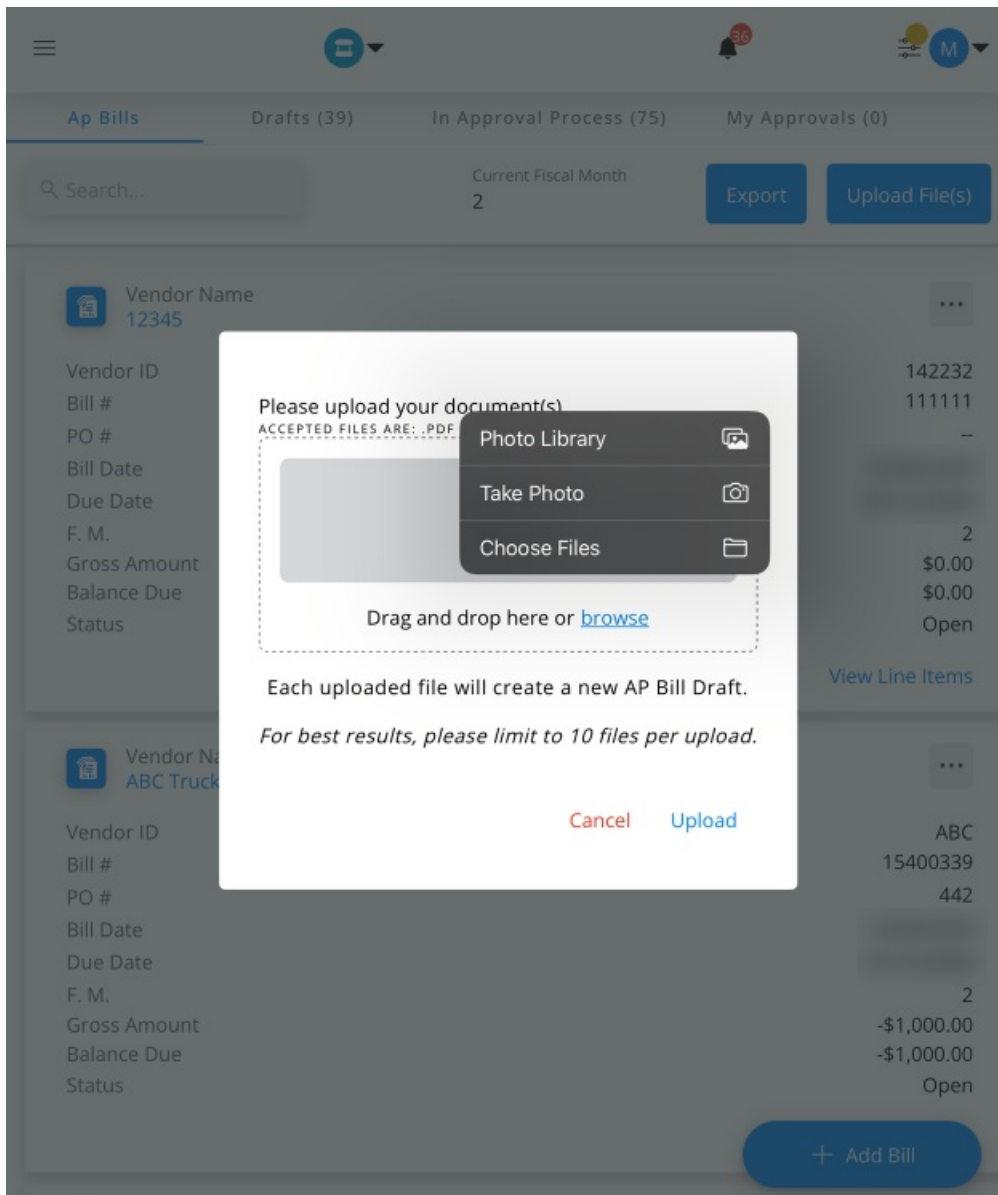 36
M
Ap Bills Drafts (39) In Approval Process (75) My Approvals (0)
Search...
Current Fiscal Month
2
Export
Upload File(s)
Vendor Name
12345
...
Vendor ID 142232
Bill # 111111
PO # --
Bill Date
Due Date
F. M. 2
Gross Amount $0.00
Balance Due $0.00
Status Open
View Line Items
Please upload your document(s)
ACCEPTED FILES ARE: .PDF
Photo Library
Take Photo
Choose Files
Drag and drop here or browse
Each uploaded file will create a new AP Bill Draft.
For best results, please limit to 10 files per upload.
Cancel Upload
Vendor Na
ABC Truck
...
Vendor ID ABC
Bill # 15400339
PO # 442
Bill Date
Due Date
F. M. 2
Gross Amount -$1,000.00
Balance Due -$1,000.00
Status Open
+ Add Bill